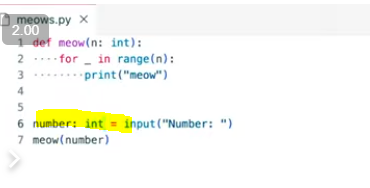 meows.py ×
2.00
1 def meow(n: int):
2 ····for _ in range(n):
3 ········print("meow")
4
5
6 number: int = input("Number: ")
7 meow(number)